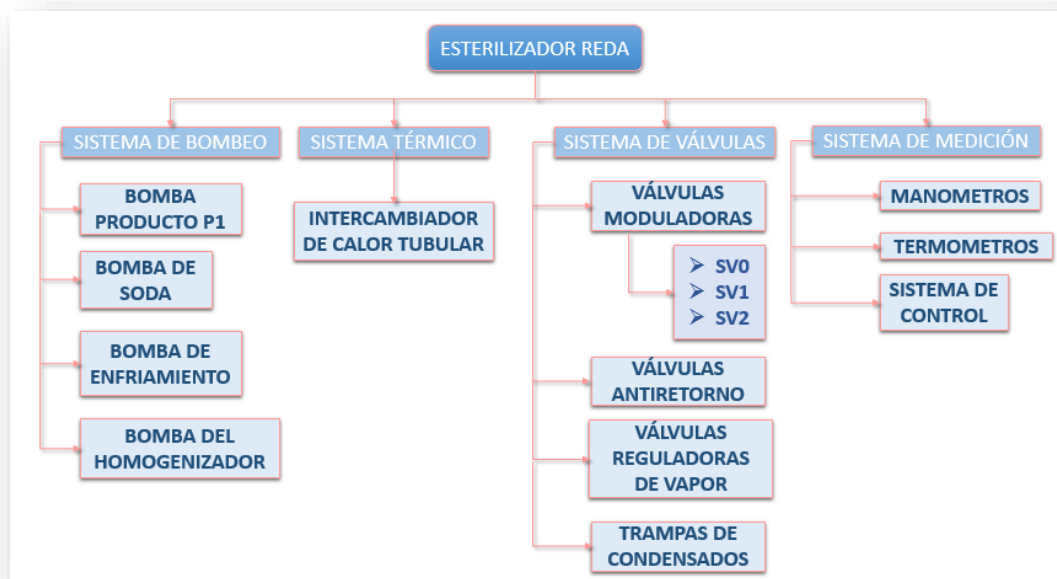 ESTERILIZADOR REDA
SISTEMA DE BOMBEO
BOMBA
PRODUCTO P1
BOMBA DE
SODA
BOMBA DE
ENFRIAMIENTO
BOMBA DEL
HOMOGENIZADOR
SISTEMA TÉRMICO
INTERCAMBIADOR
DE CALOR TUBULAR
SISTEMA DE VÁLVULAS
VÁLVULAS
MODULADORAS
➢ SV0
➢ SV1
➢ SV2
VÁLVULAS
ANTIRETORNO
VÁLVULAS
REGULADORAS
DE VAPOR
TRAMPAS DE
CONDENSADOS
SISTEMA DE MEDICIÓN
MANOMETROS
TERMOMETROS
SISTEMA DE
CONTROL